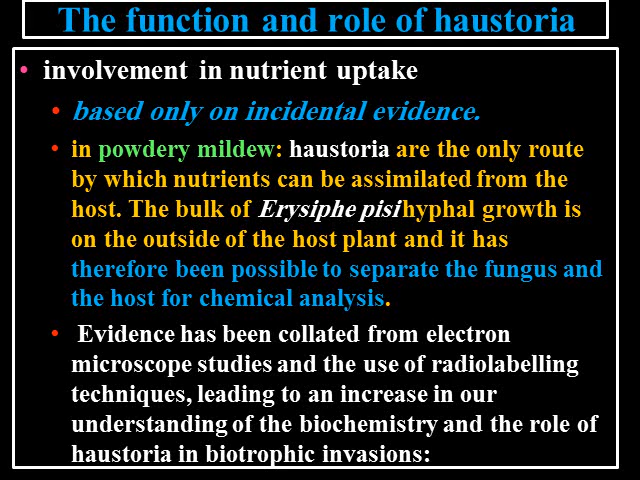 The function and role of haustoria
• involvement in nutrient uptake
• based only on incidental evidence.
• in powdery mildew: haustoria are the only route
by which nutrients can be assimilated from the
host. The bulk of Erysiphe pisi hyphal growth is
on the outside of the host plant and it has
therefore been possible to separate the fungus and
the host for chemical analysis.
• Evidence has been collated from electron
microscope studies and the use of radiolabelling
techniques, leading to an increase in our
understanding of the biochemistry and the role of
haustoria in biotrophic invasions: